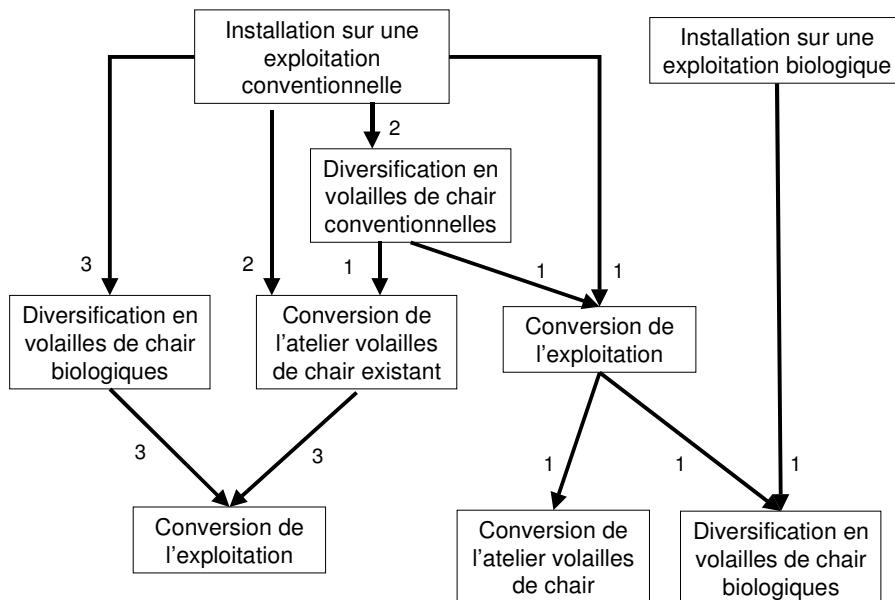 Installation sur une
exploitation
conventionnelle
Installation sur une
exploitation biologique
2
Diversification en
volailles de chair
conventionnelles
3
2
1
1
1
Diversification en
volailles de chair
biologiques
Conversion de
l'atelier volailles
de chair existant
Conversion de
l'exploitation
3
3
1
1
1
Conversion de
l'exploitation
Conversion de
l'atelier volailles
de chair
Diversification en
volailles de chair
biologiques